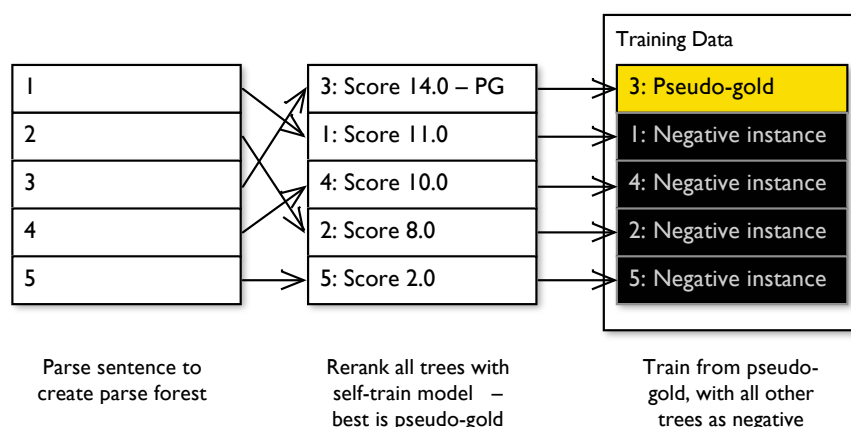 Training Data
1
2
3
4
5
3: Score 14.0 – PG
1: Score 11.0
4: Score 10.0
2: Score 8.0
5: Score 2.0
3: Pseudo-gold
1: Negative instance
4: Negative instance
2: Negative instance
5: Negative instance
Parse sentence to
create parse forest
Rerank all trees with
self-train model –
best is pseudo-gold
Train from pseudo-
gold, with all other
trees as negative